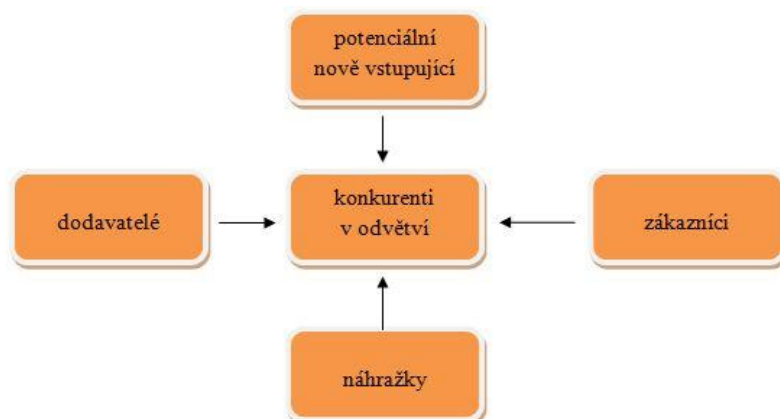 potenciální
nově vstupující
dodavatelé
konkurenti
v odvětví
zákazníci
náhražky